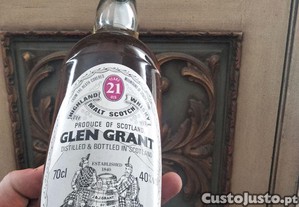 21
HIGHLAND
MALT SCOTCH
WHISKY
PRODUCE OF SCOTLAND
GLEN GRANT
DISTILLED & BOTTLED IN SCOTLAND
ESTABLISHED
1840
70cl
40%
CustoJusto.pt